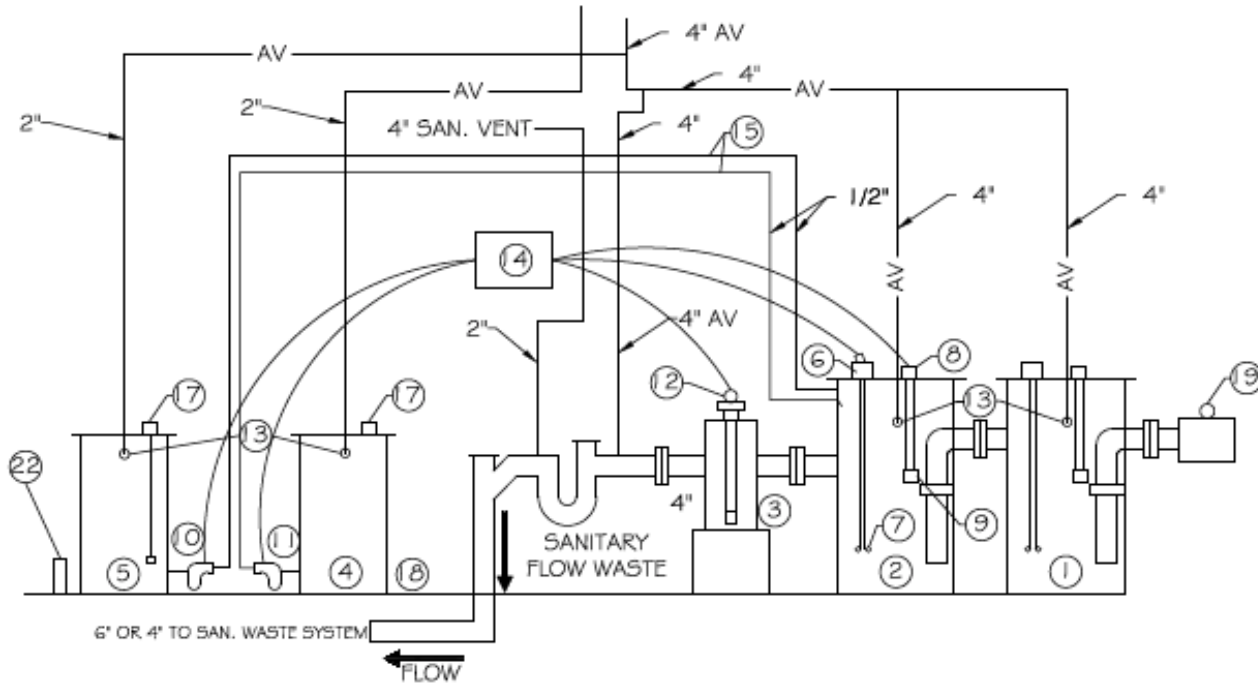 4" AV
AV
4"
AV
AV
2"
2"
4" SAN. VENT
4"
15
1/2"
4"
4"
14
AV
AV
2"
4" AV
6
8
12
19
17
17
13
13
22
10
11
4"
3
7
9
SANITARY
FLOW WASTE
5
4
18
2
1
6" OR 4" TO SAN. WASTE SYSTEM
FLOW